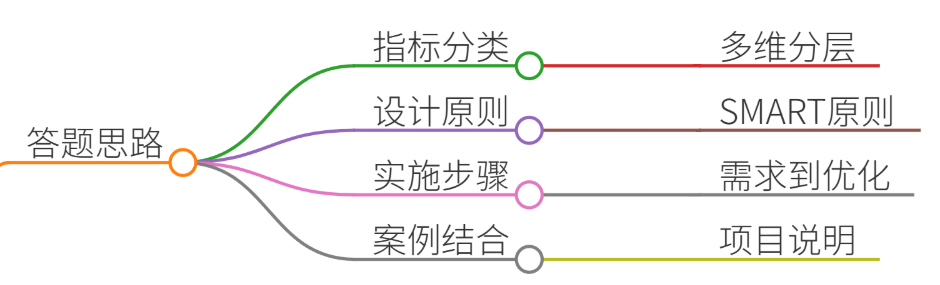 答题思路
指标分类
多维分层
设计原则
SMART原则
实施步骤
需求到优化
案例结合
项目说明